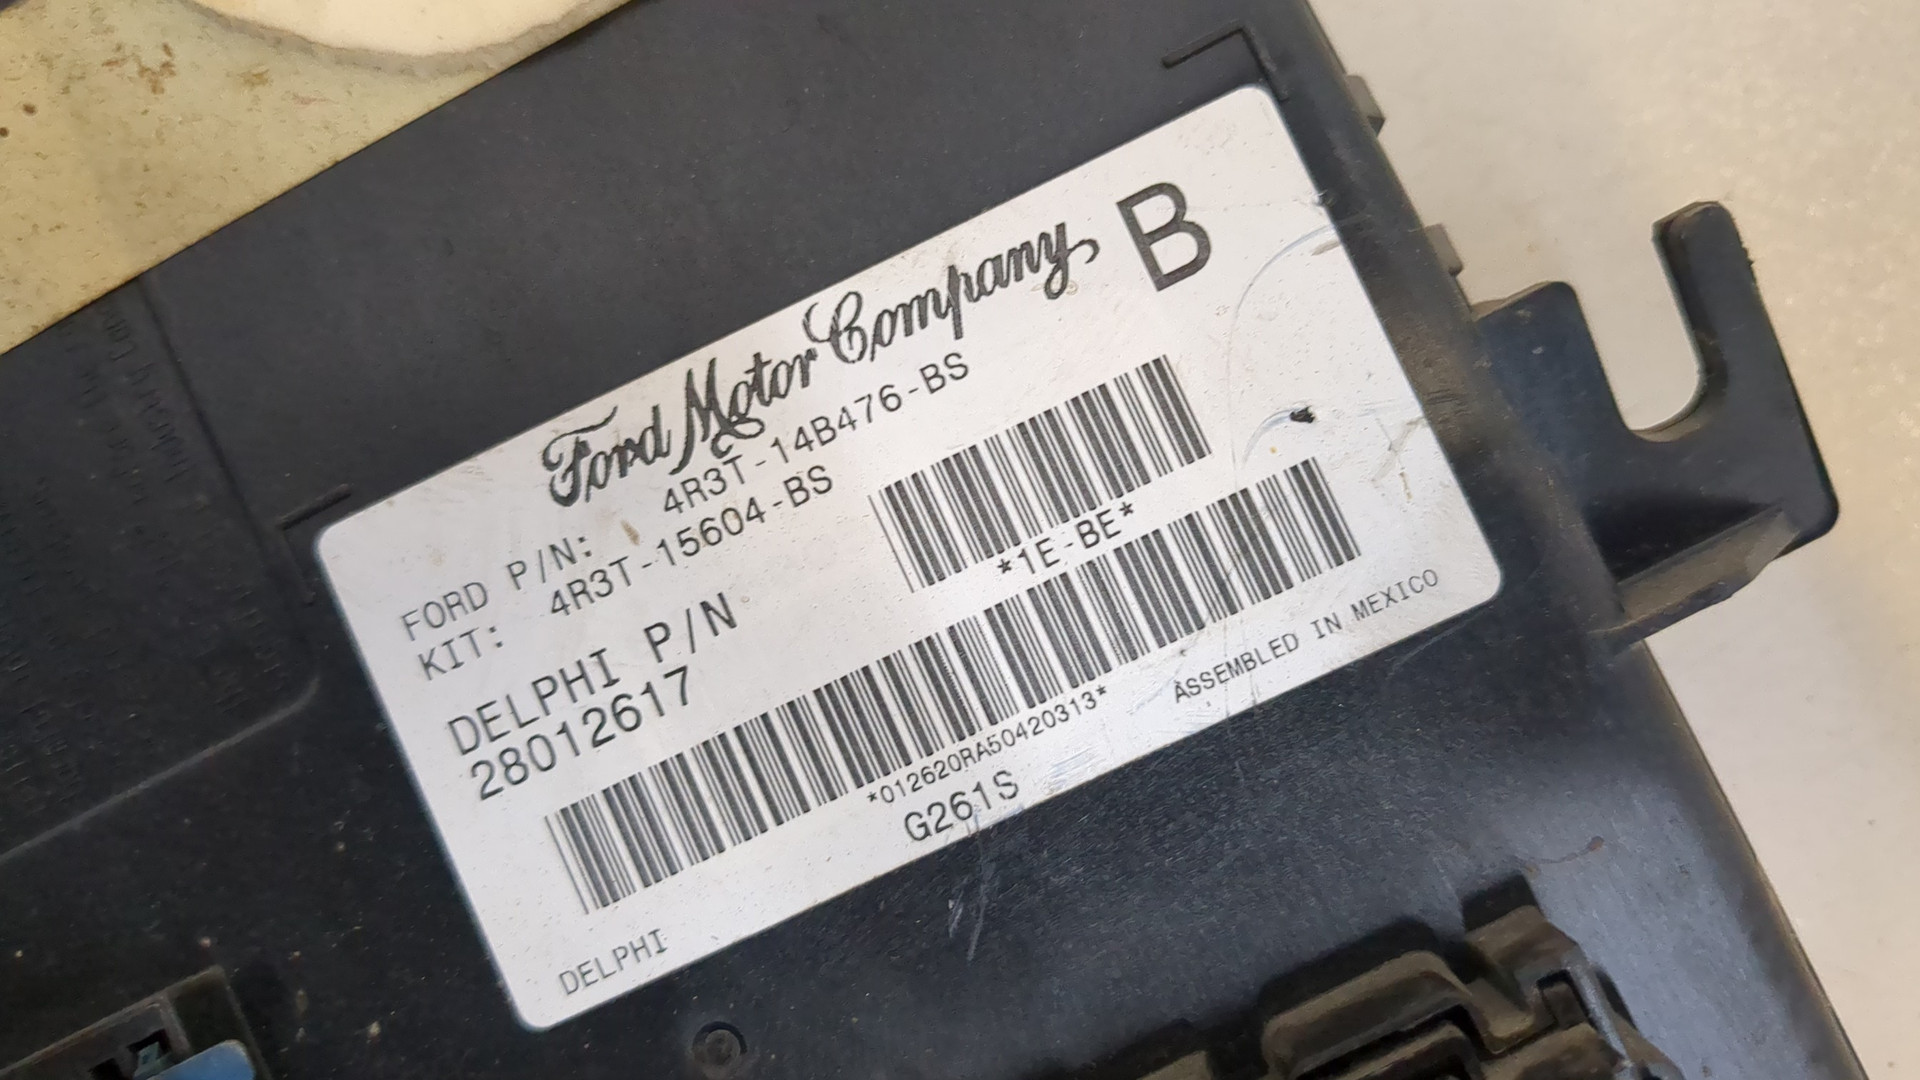 Ford Motor Company B
FORD P/N: 4R3T-14B476-BS
KIT: 4R3T-15604-BS
*1E-BE*
DELPHI P/N
28012617
*012620RA50420313*
G261S
DELPHI
ASSEMBLED IN MEXICO